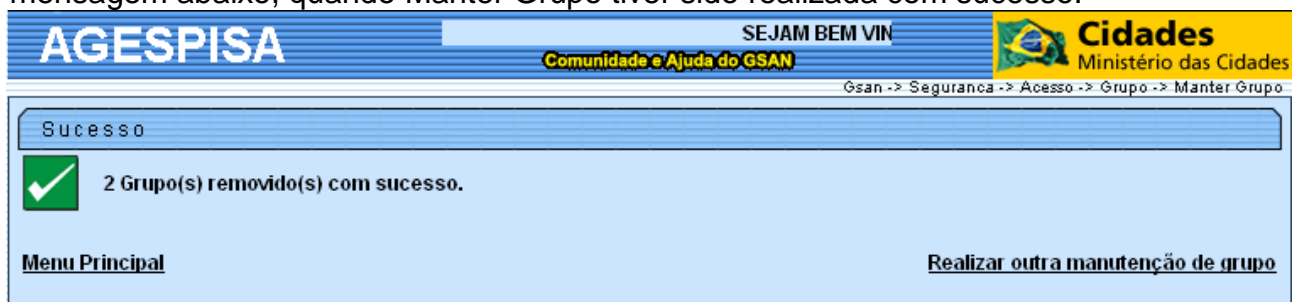 mensagem abaixo, quando Manter Grupo tiver sido realizada com sucesso.
AGESPISA
SEJAM BEM VIN
Comunidade e Ajuda do GSAN
Cidades
Ministério das Cidades
Gsan -> Seguranca -> Acesso -> Grupo -> Manter Grupo
Sucesso
2 Grupo(s) removido(s) com sucesso.
Menu Principal
Realizar outra manutenção de grupo